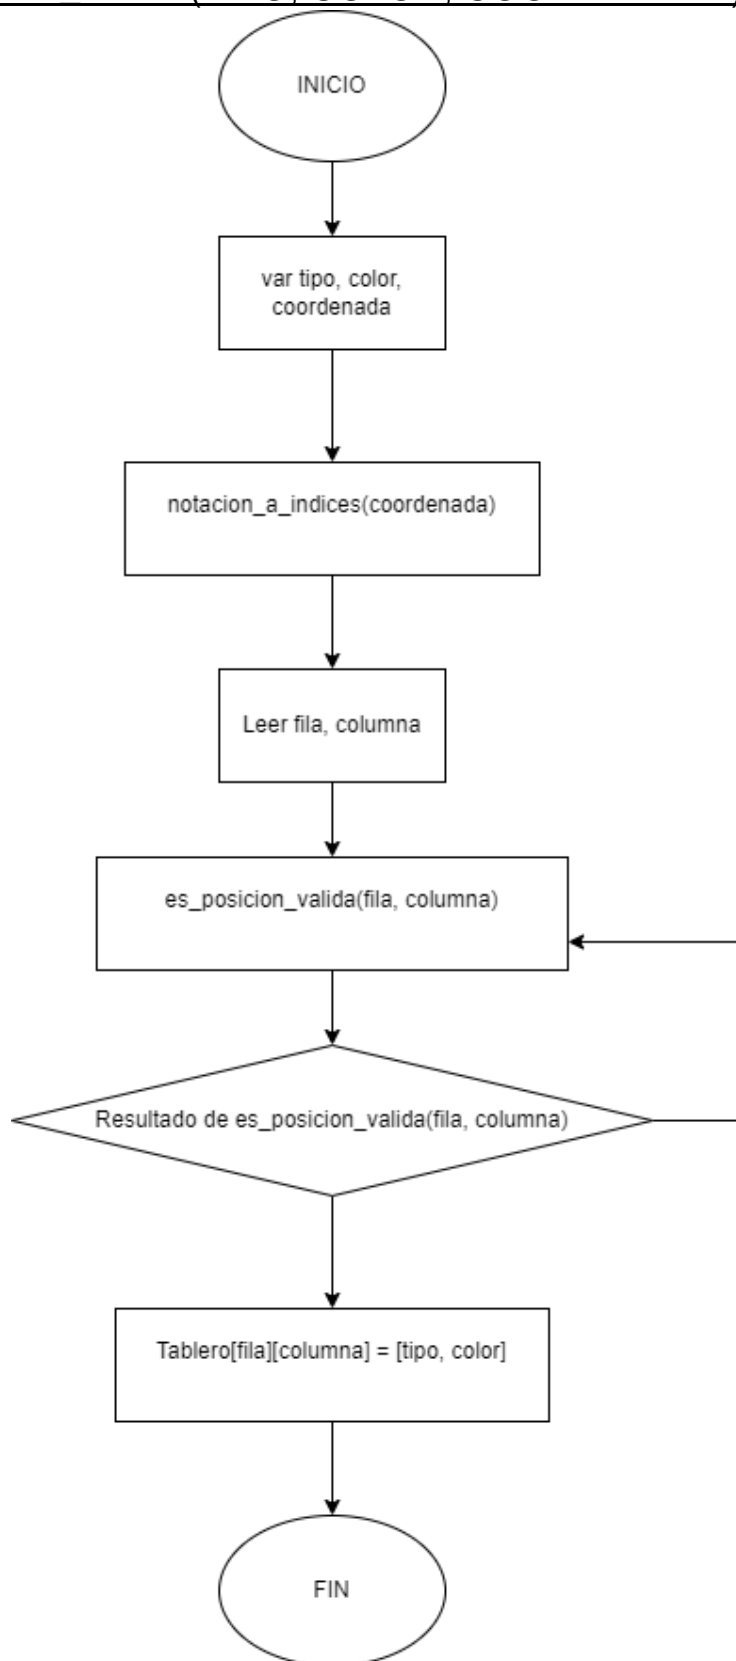 INICIO
var tipo, color,
coordenada
notacion_a_indices(coordenada)
Leer fila, columna
es_posicion_valida(fila, columna)
Resultado de es_posicion_valida(fila, columna)
Tablero[fila][columna] = [tipo, color]
FIN